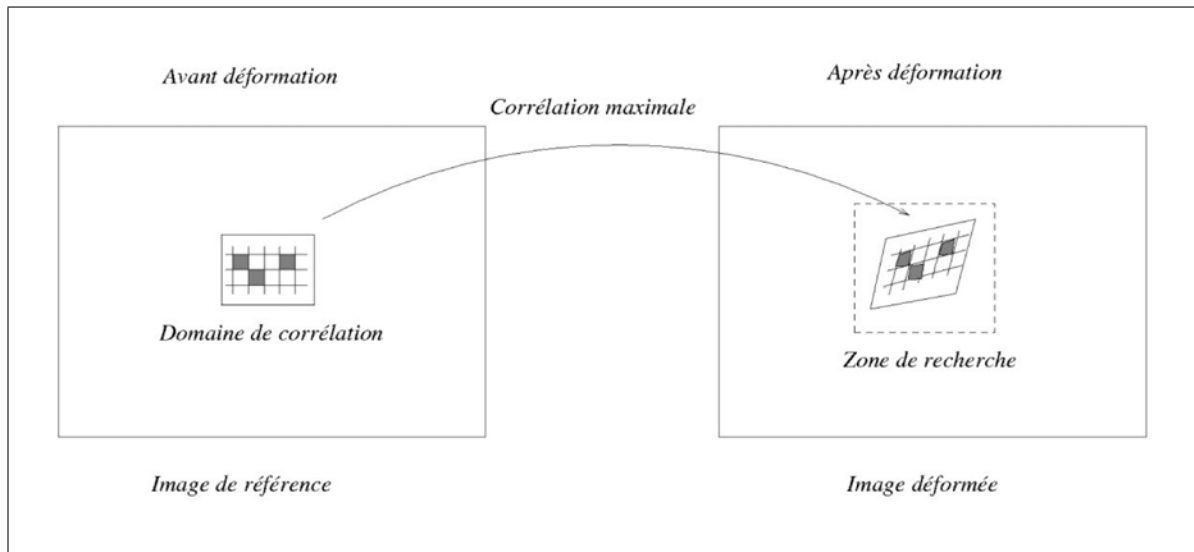 Avant déformation
Après déformation
Corrélation maximale
Domaine de corrélation
Zone de recherche
Image de référence
Image déformée